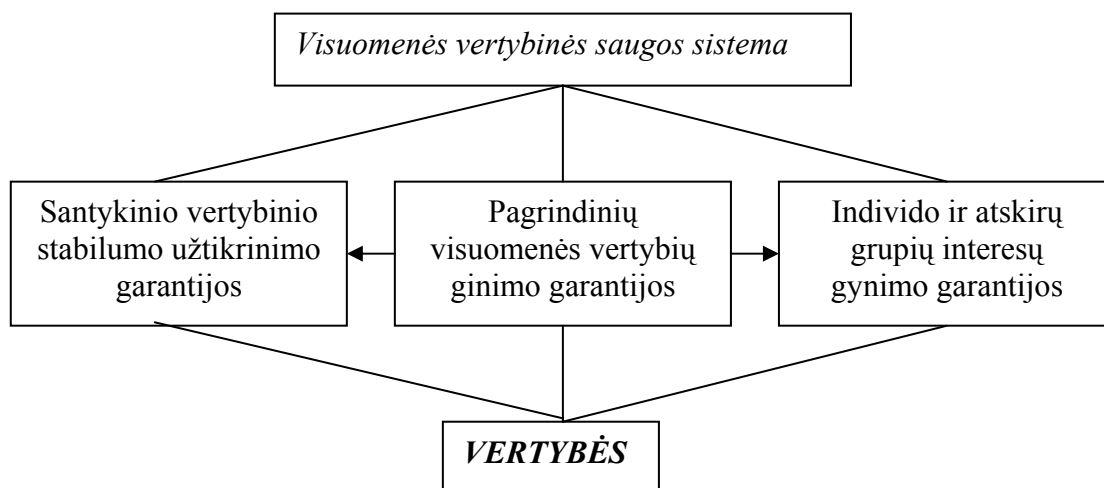 Visuomenės vertybinės saugos sistema
Santykinio vertybinio
stabilumo užtikrinimo
garantijos
Pagrindinių
visuomenės vertybių
ginimo garantijos
Individo ir atskirų
grupių interesų
gynimo garantijos
VERTYBĖS